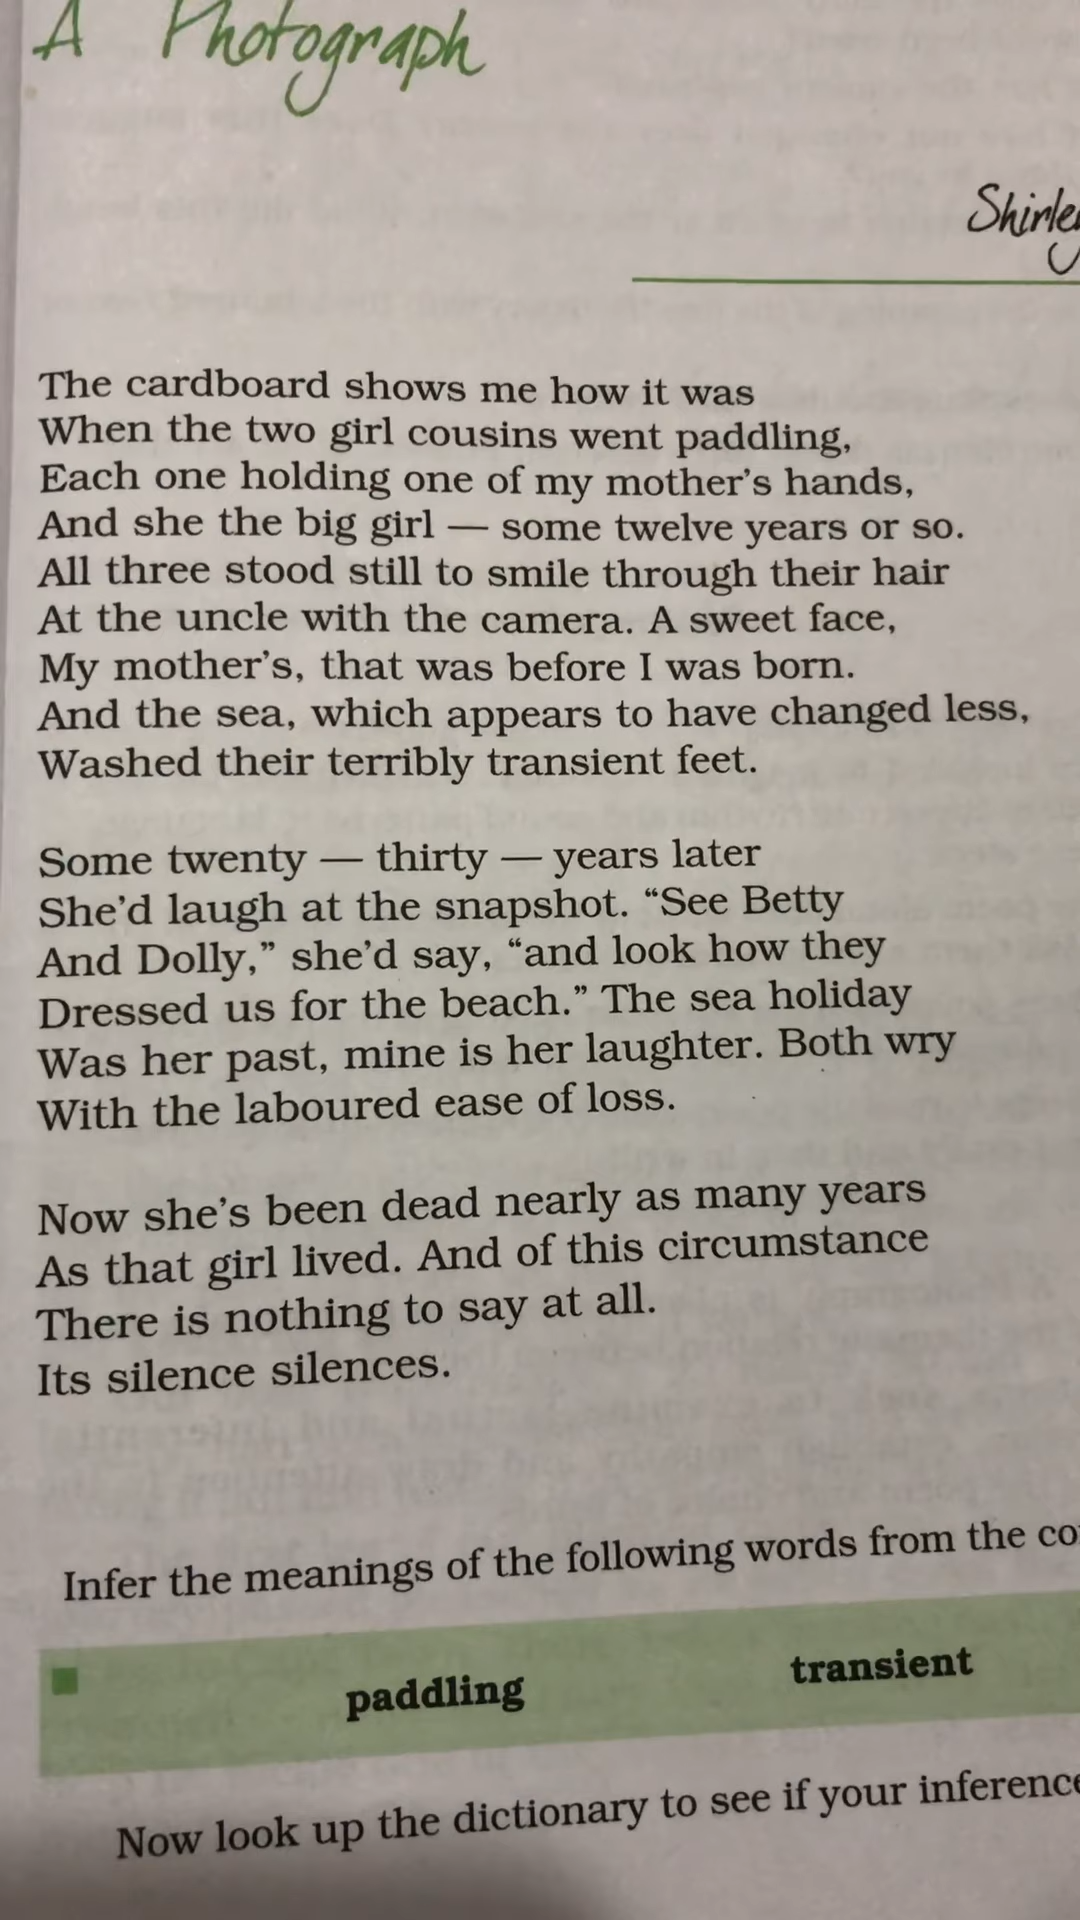 A Photograph
Shirley
The cardboard shows me how it was
When the two girl cousins went paddling,
Each one holding one of my mother's hands,
And she the big girl — some twelve years or so.
All three stood still to smile through their hair
At the uncle with the camera. A sweet face,
My mother's, that was before I was born.
And the sea, which appears to have changed less,
Washed their terribly transient feet.
Some twenty — thirty — years later
She'd laugh at the snapshot. “See Betty
And Dolly,” she'd say, “and look how they
Dressed us for the beach.” The sea holiday
Was her past, mine is her laughter. Both wry
With the laboured ease of loss.
Now she's been dead nearly as many years
As that girl lived. And of this circumstance
There is nothing to say at all.
Its silence silences.
Infer the meanings of the following words from the
paddling transient
Now look up the dictionary to see if your